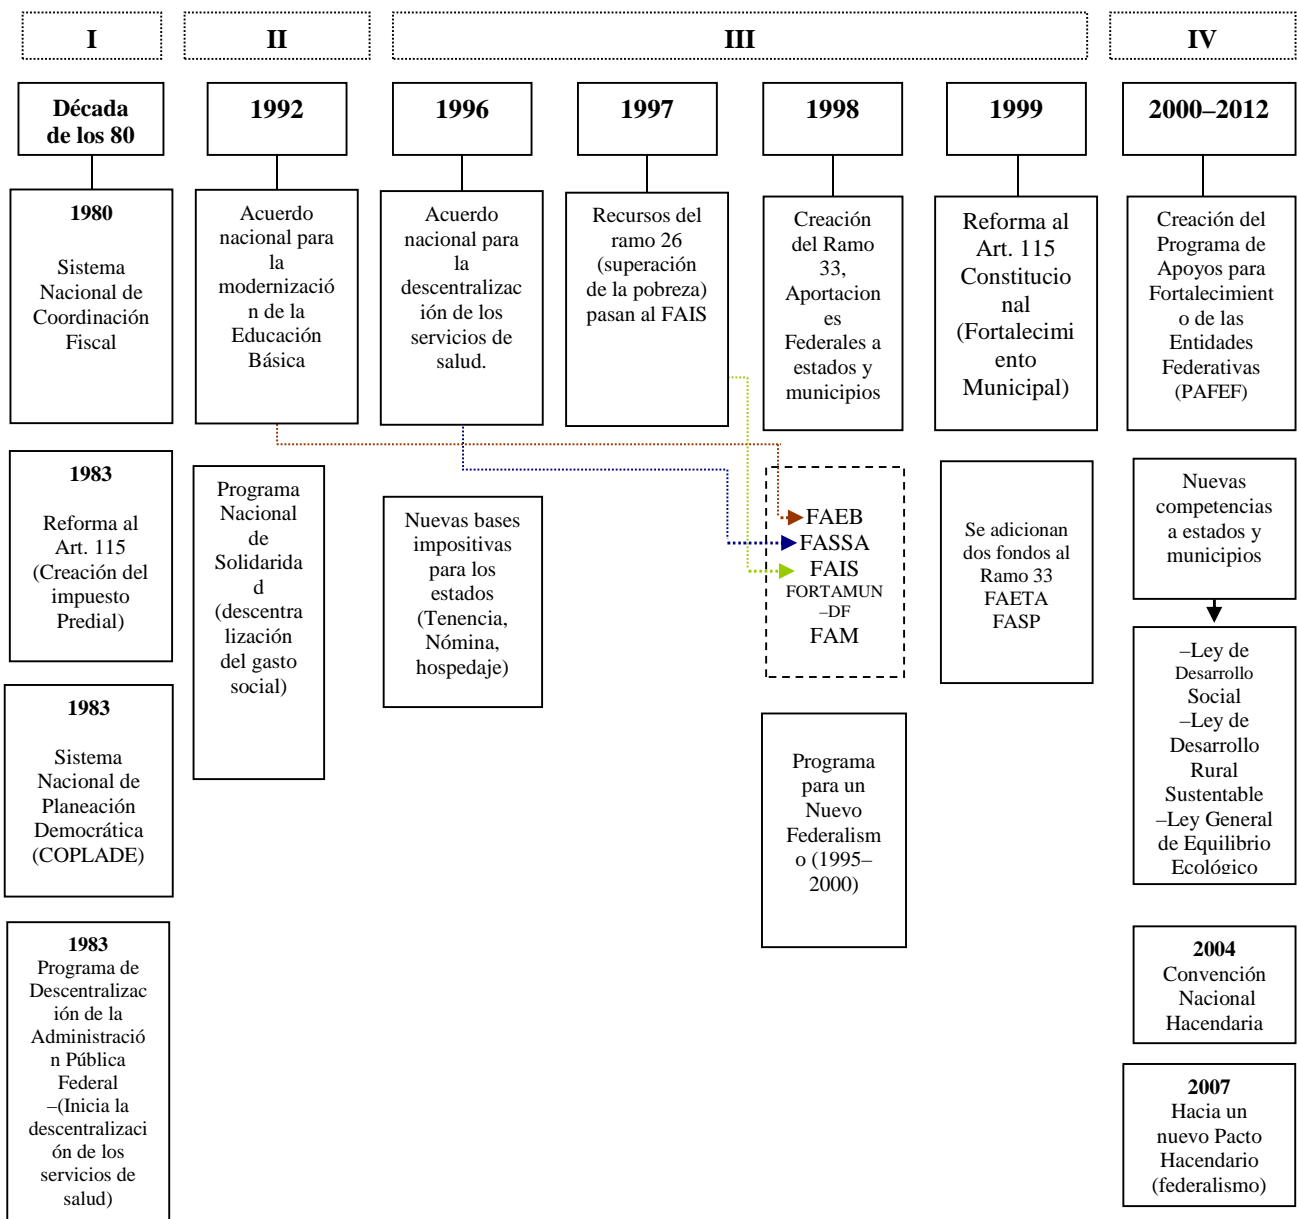 I
II
III
IV
Década
de los 80
1992
1996
1997
1998
1999
2000–2012
1980
Sistema
Nacional de
Coordinación
Fiscal
1983
Reforma al
Art. 115
(Creación del
impuesto
Predial)
1983
Sistema
Nacional de
Planeación
Democrática
(COPLADE)
1983
Programa de
Descentralizac
ión de la
Administració
n Pública
Federal
–(Inicia la
descentralizaci
ón de los
servicios de
salud)
Acuerdo
nacional para
la
modernizació
n de la
Educación
Básica
Programa
Nacional
de
Solidarida
d
(descentra
lización
del gasto
social)
Acuerdo
nacional para
la
descentralizac
ión de los
servicios de
salud.
Nuevas bases
impositivas
para los
estados
(Tenencia,
Nómina,
hospedaje)
Recursos del
ramo 26
(superación
de la pobreza)
pasan al FAIS
Creación
del Ramo
33,
Aportacion
es
Federales a
estados y
municipios
FAEB
FASSA
FAIS
FORTAMUN
–DF
FAM
Programa
para un
Nuevo
Federalism
o (1995–
2000)
Reforma al
Art. 115
Constitucio
nal
(Fortalecimi
ento
Municipal)
Se adicionan
dos fondos al
Ramo 33
FAETA
FASP
Creación del
Programa de
Apoyos para
Fortalecimient
o de las
Entidades
Federativas
(PAFEF)
Nuevas
competencias
a estados y
municipios
–Ley de
Desarrollo
Social
–Ley de
Desarrollo
Rural
Sustentable
–Ley General
de Equilibrio
Ecológico
2004
Convención
Nacional
Hacendaria
2007
Hacia un
nuevo Pacto
Hacendario
(federalismo)